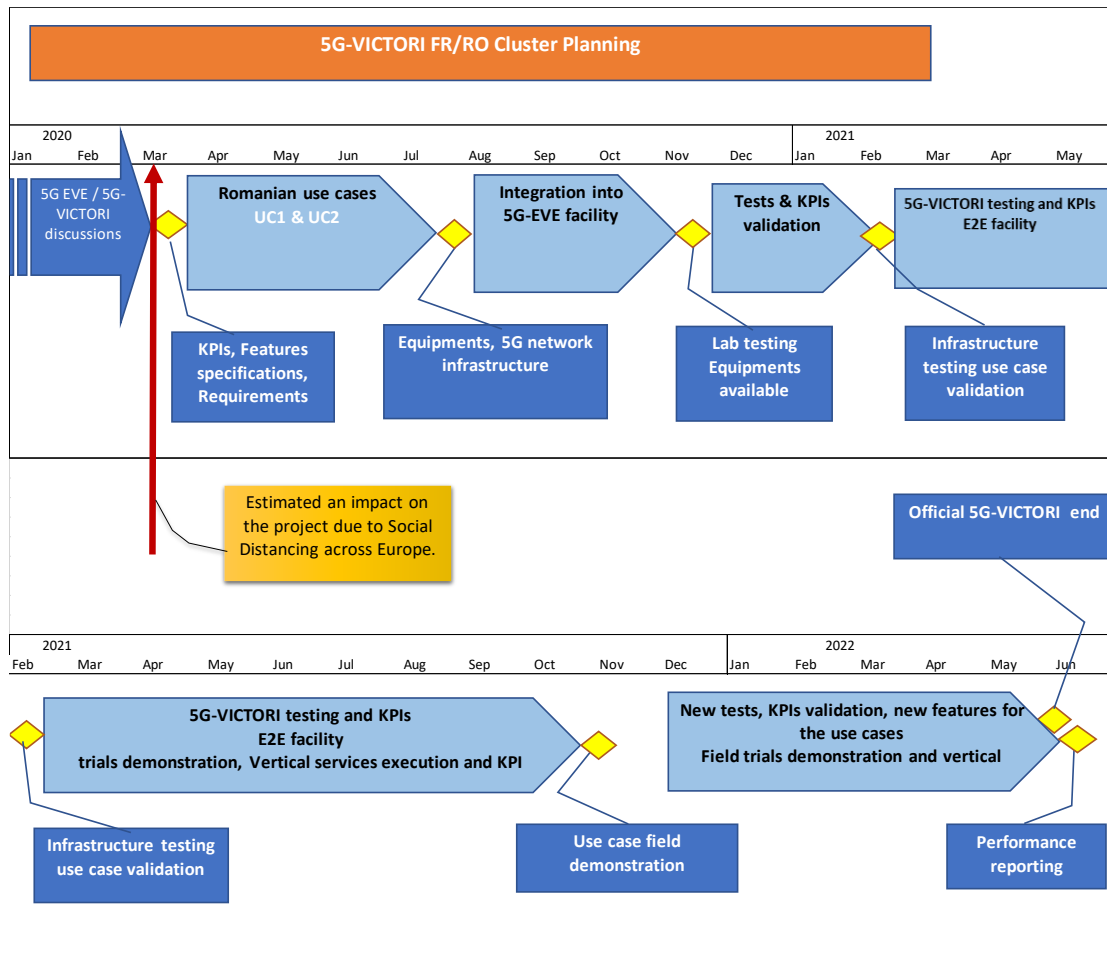 5G-VICTORI FR/RO Cluster Planning
2020
2021
Jan Feb Mar Apr May Jun Jul Aug Sep Oct Nov Dec Jan Feb Mar Apr May
5G EVE / 5G-
VICTORI
discussions
Romanian use cases
UC1 & UC2
Integration into
5G-EVE facility
Tests & KPIs
validation
5G-VICTORI testing and KPIs
E2E facility
KPIs, Features
specifications,
Requirements
Equipments, 5G network
infrastructure
Lab testing
Equipments
available
Infrastructure
testing use case
validation
Estimated an impact on
the project due to Social
Distancing across Europe.
Official 5G-VICTORI end
2021
2022
Feb Mar Apr May Jun Jul Aug Sep Oct Nov Dec Jan Feb Mar Apr May Jun
5G-VICTORI testing and KPIs
E2E facility
trials demonstration, Vertical services execution and KPI
New tests, KPIs validation, new features for
the use cases
Field trials demonstration and vertical
Infrastructure testing
use case validation
Use case field
demonstration
Performance
reporting